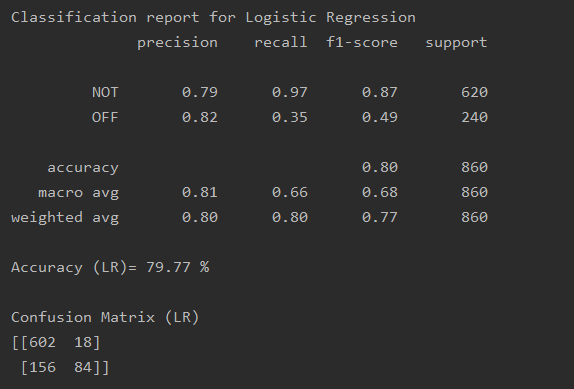 Classification report for Logistic Regression
precision recall f1-score support
NOT 0.79 0.97 0.87 620
OFF 0.82 0.35 0.49 240
accuracy 0.80 860
macro avg 0.81 0.66 0.68 860
weighted avg 0.80 0.80 0.77 860
Accuracy (LR)= 79.77 %
Confusion Matrix (LR)
[[602 18]
[156 84]]